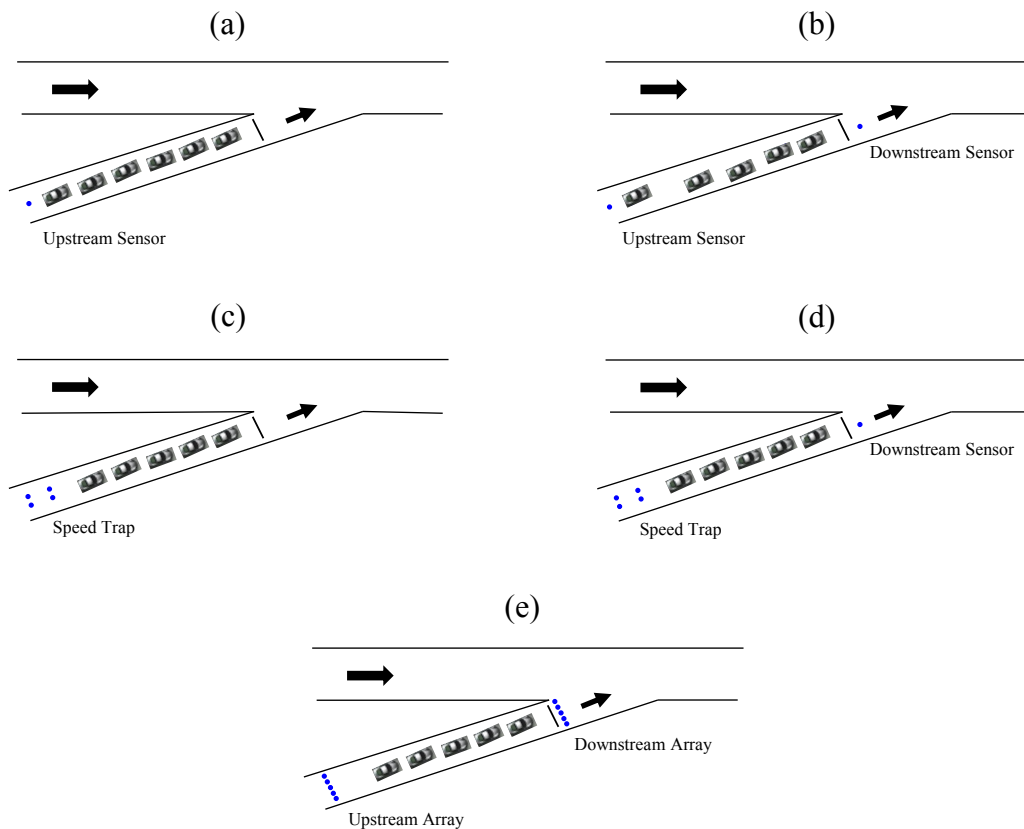 (a)
Upstream Sensor
(b)
Downstream Sensor
Upstream Sensor
(c)
Speed Trap
(d)
Downstream Sensor
Speed Trap
(e)
Downstream Array
Upstream Array